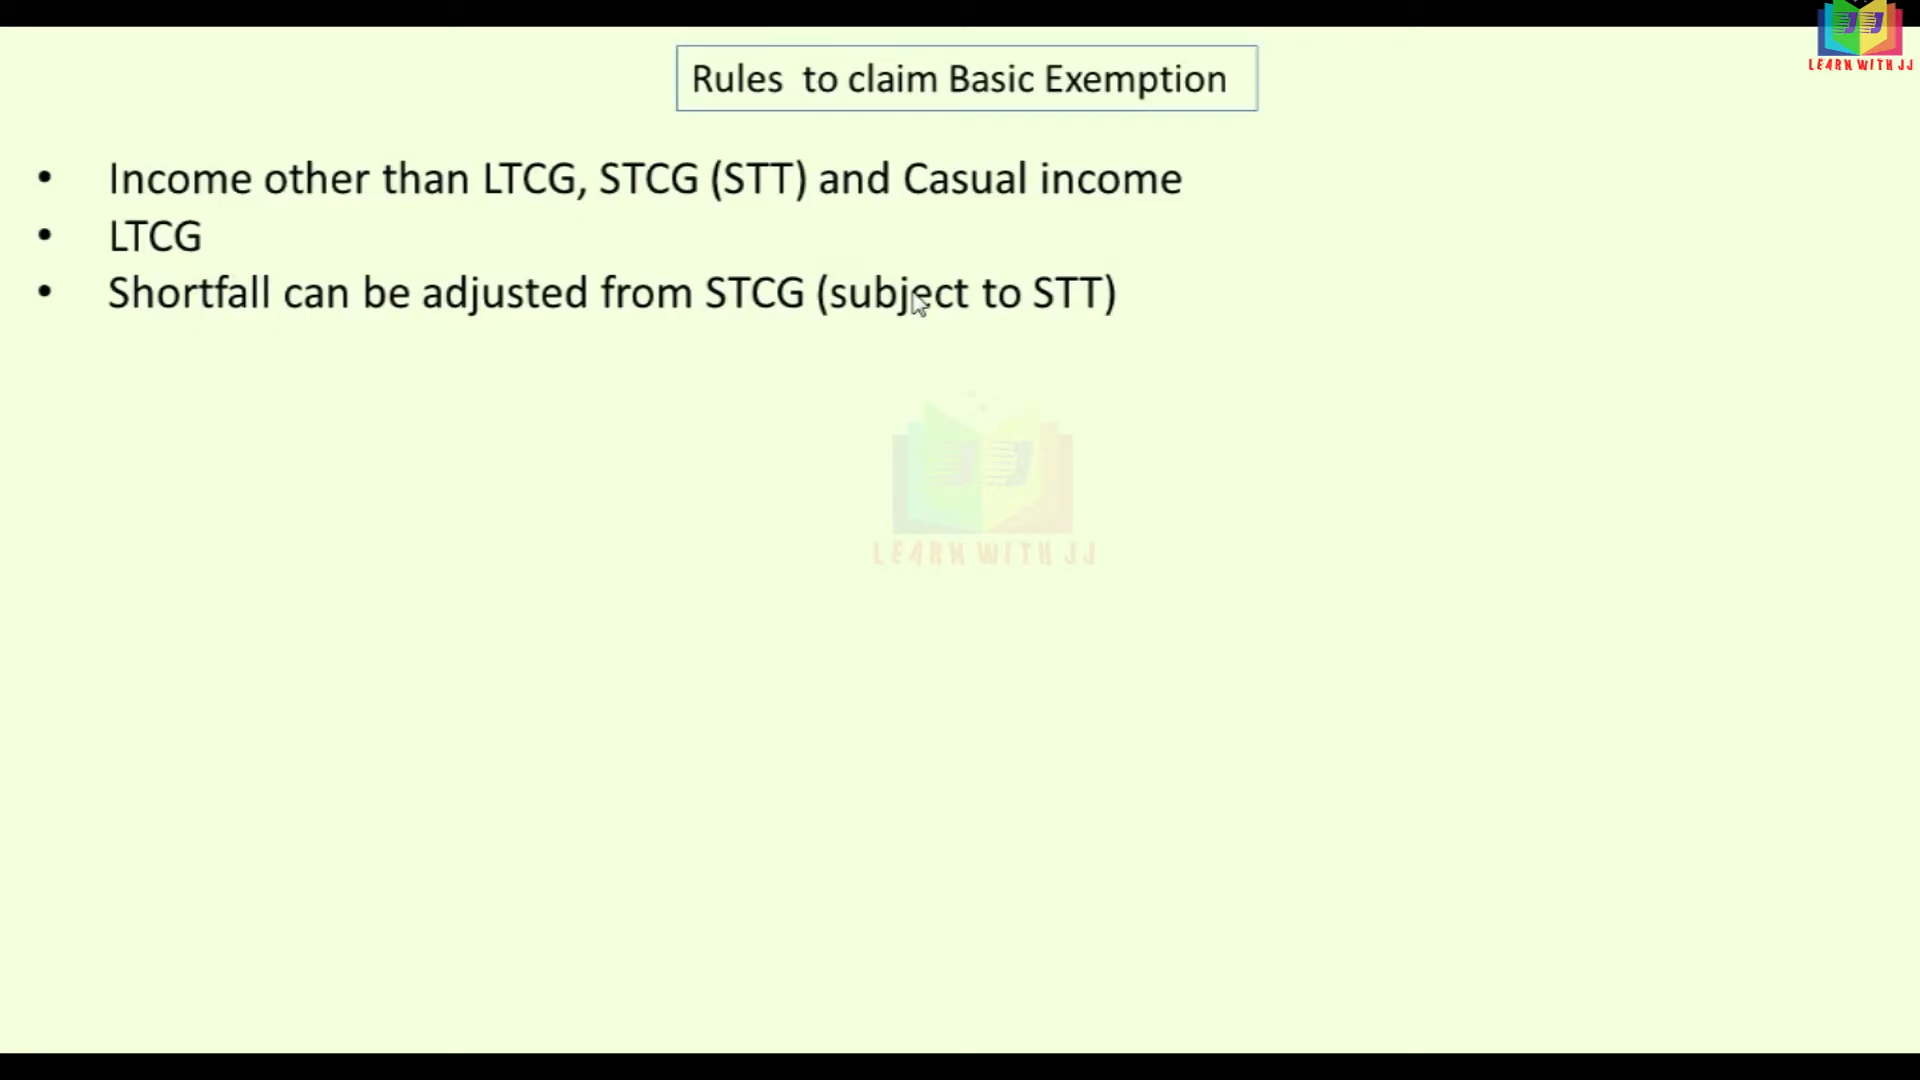 LEARN WITH JJ
Rules to claim Basic Exemption
• Income other than LTCG, STCG (STT) and Casual income
• LTCG
• Shortfall can be adjusted from STCG (subject to STT)
JJ
LEARN WITH JJ